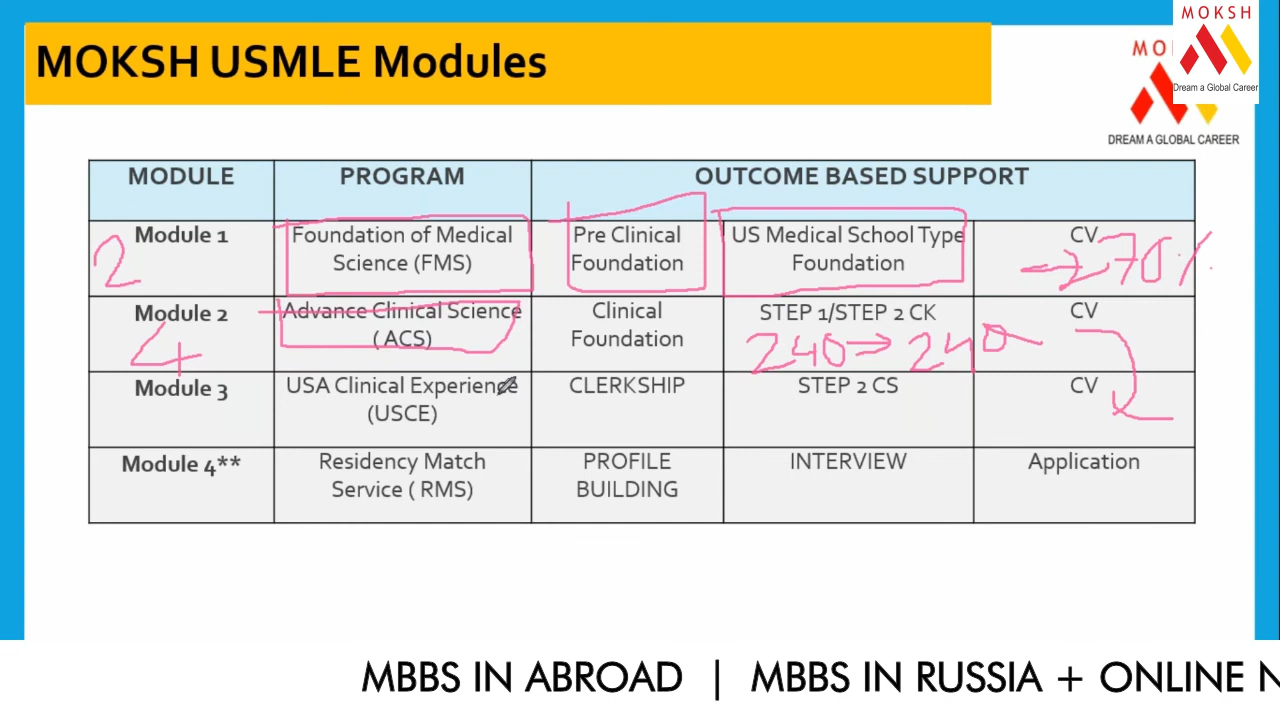 MOKSH
MOKSH USMLE Modules
MO
Dream a Global Career
DREAM A GLOBAL CAREER
MODULE PROGRAM OUTCOME BASED SUPPORT
Module 1 Foundation of Medical Pre Clinical US Medical School Type CV
Science (FMS) Foundation Foundation
2 → 270%
Module 2 Advance Clinical Science Clinical STEP 1/STEP 2 CK CV
( ACS) Foundation
4 240 → 240
Module 3 USA Clinical Experience CLERKSHIP STEP 2 CS CV
(USCE)
Module 4** Residency Match PROFILE INTERVIEW Application
Service ( RMS) BUILDING
MBBS IN ABROAD | MBBS IN RUSSIA + ONLINE N